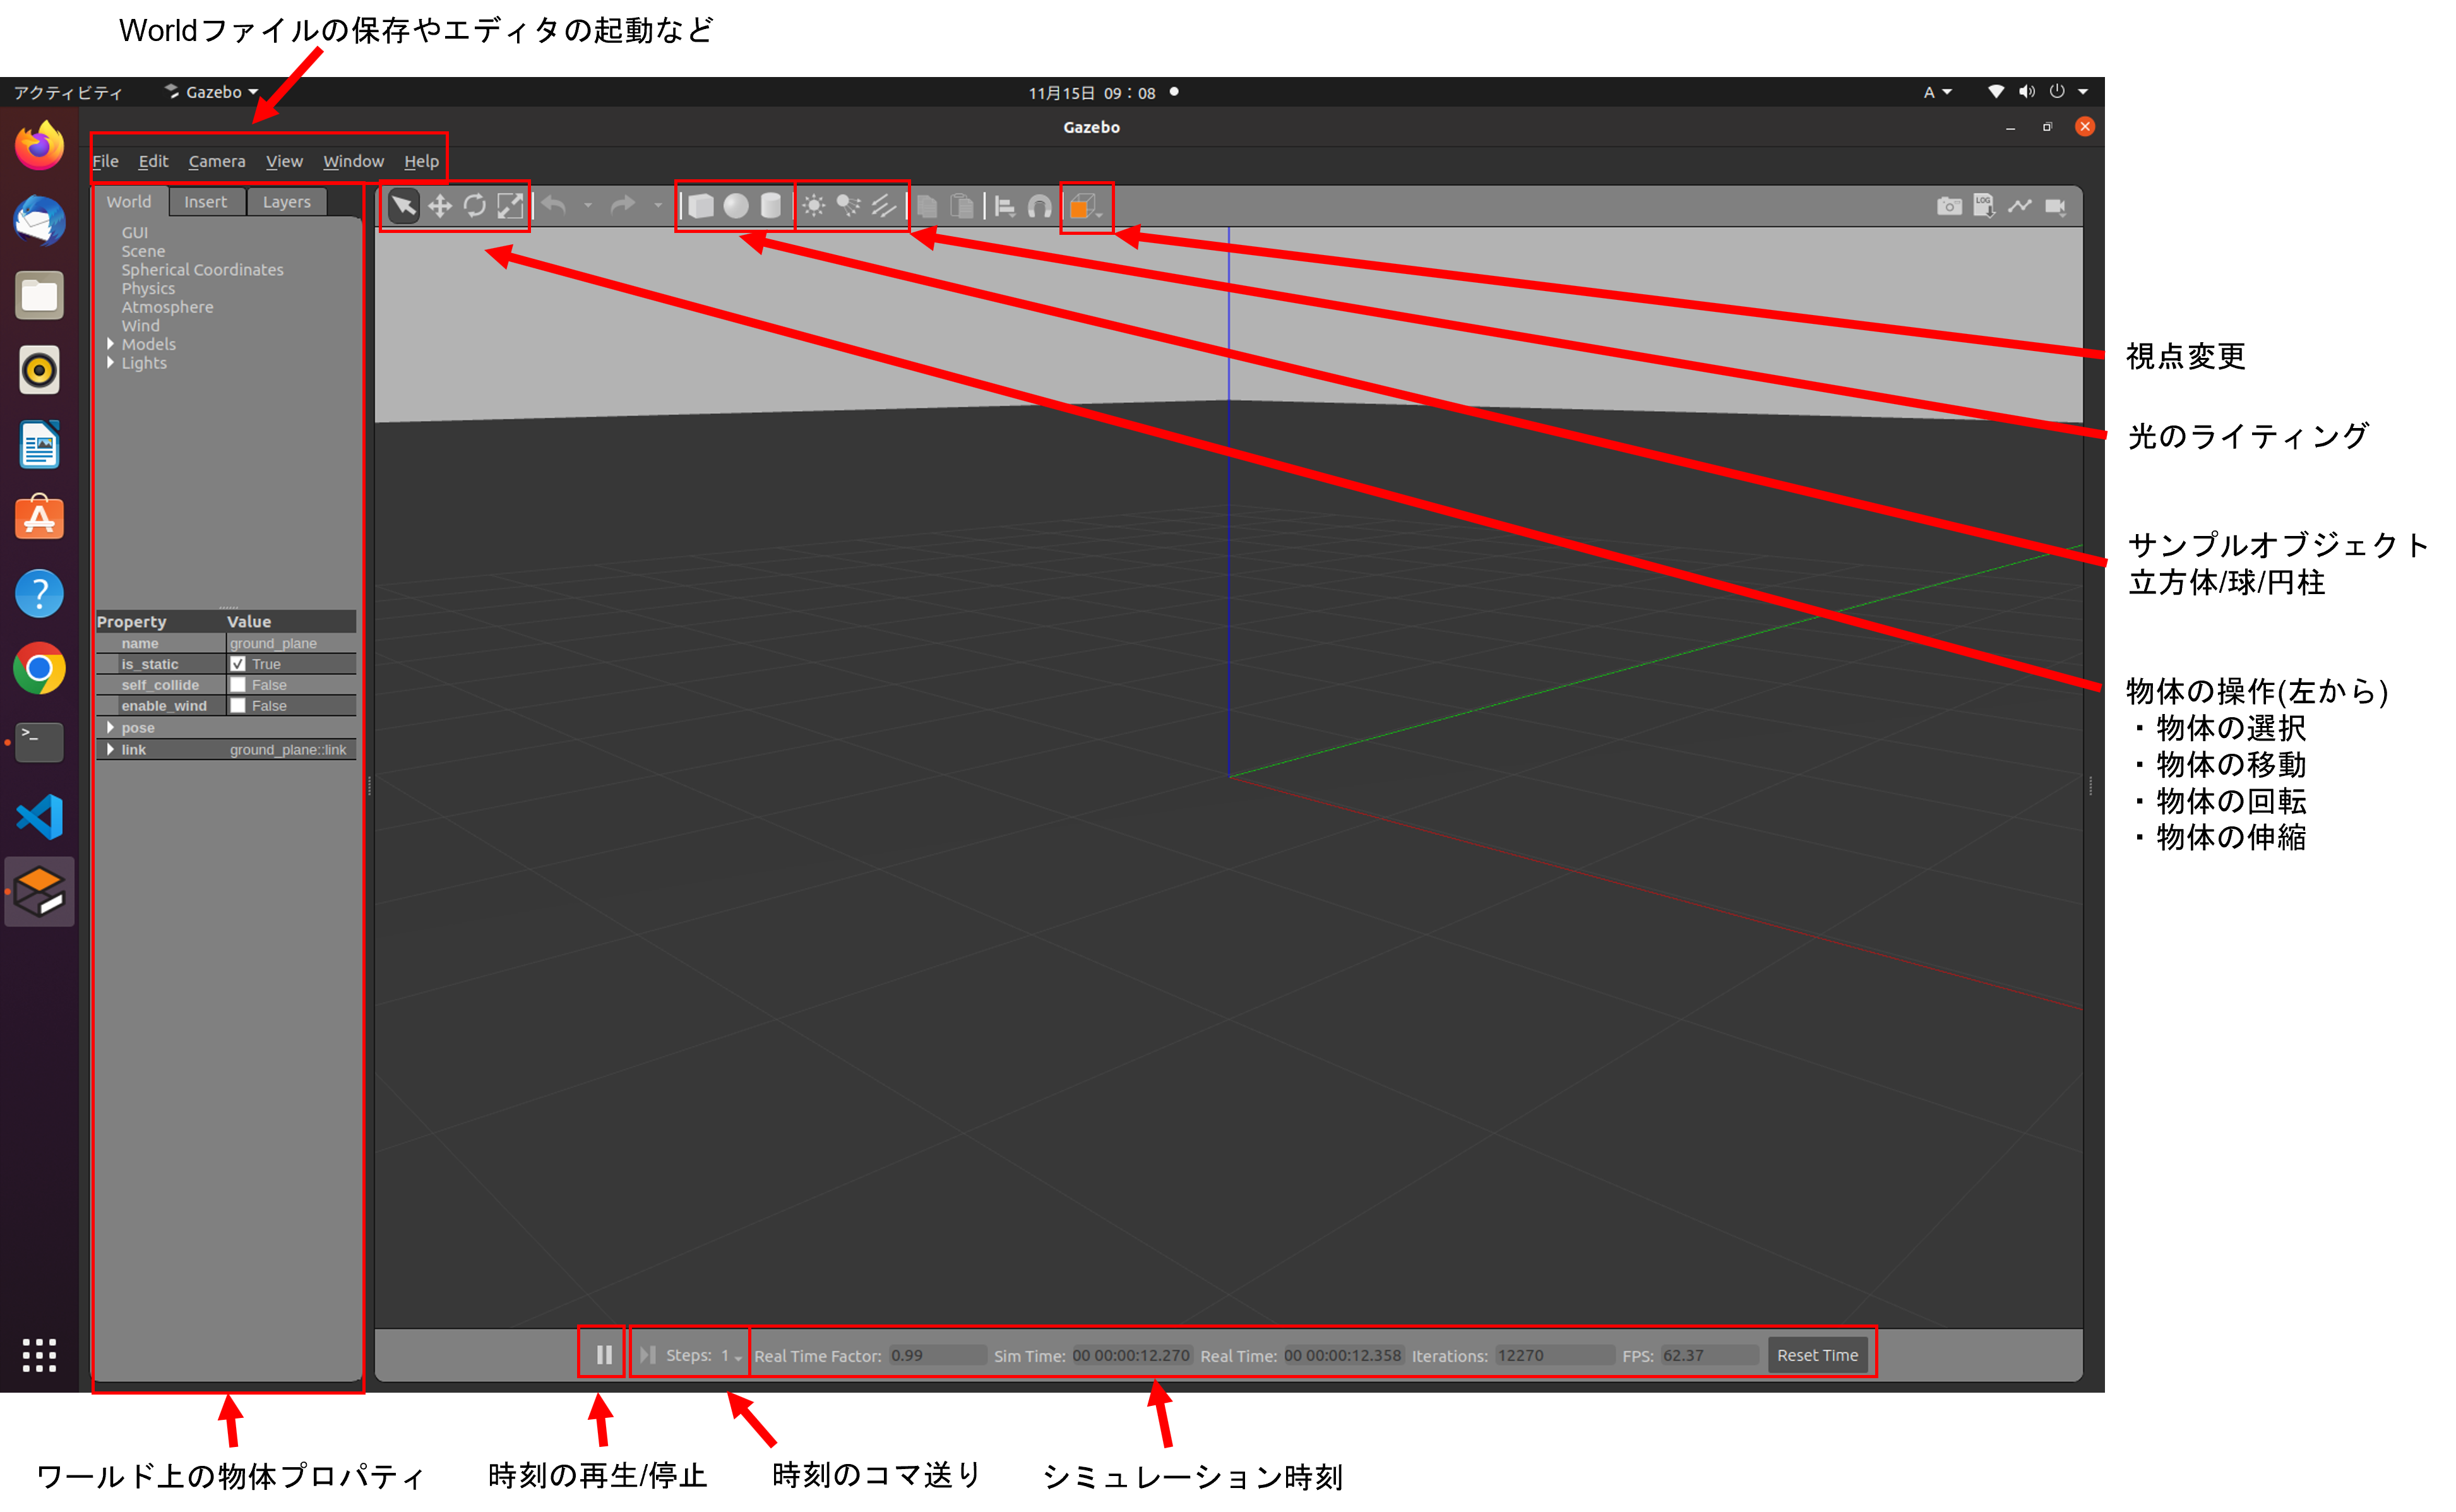 Worldファイルの保存やエディタの起動など
アクティビティ Gazebo 11月15日 09：08 A
Gazebo
File Edit Camera View Window Help
World Insert Layers
LOG
GUI
Scene
Spherical Coordinates
Physics
Atmosphere
Wind
Models
Lights
Property Value
name ground_plane
is_static True
self_collide False
enable_wind False
pose
link ground_plane::link
視点変更
光のライティング
サンプルオブジェクト
立方体/球/円柱
物体の操作(左から)
・物体の選択
・物体の移動
・物体の回転
・物体の伸縮
Steps: 1 Real Time Factor: 0.99 Sim Time: 00 00:00:12.270 Real Time: 00 00:00:12.358 Iterations: 12270 FPS: 62.37 Reset Time
ワールド上の物体プロパティ
時刻の再生/停止
時刻のコマ送り
シミュレーション時刻